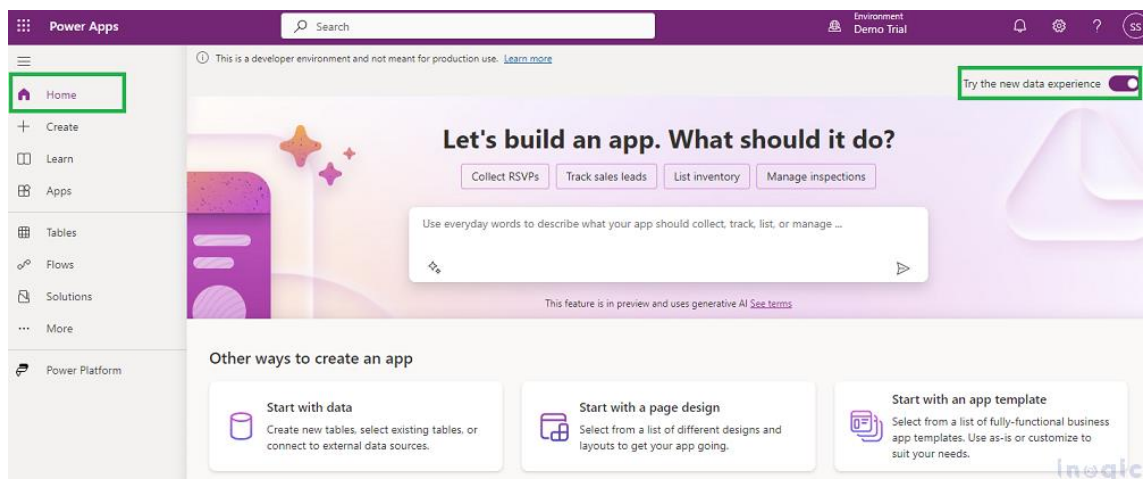 Power Apps
Search
Environment
Demo Trial
SS
This is a developer environment and not meant for production use. Learn more
Try the new data experience
Home
Create
Learn
Apps
Tables
Flows
Solutions
More
Power Platform
Let's build an app. What should it do?
Collect RSVPs
Track sales leads
List inventory
Manage inspections
Use everyday words to describe what your app should collect, track, list, or manage ...
This feature is in preview and uses generative AI See terms
Other ways to create an app
Start with data
Create new tables, select existing tables, or
connect to external data sources.
Start with a page design
Select from a list of different designs and
layouts to get your app going.
Start with an app template
Select from a list of fully-functional business
app templates. Use as-is or customize to
suit your needs.
inogic